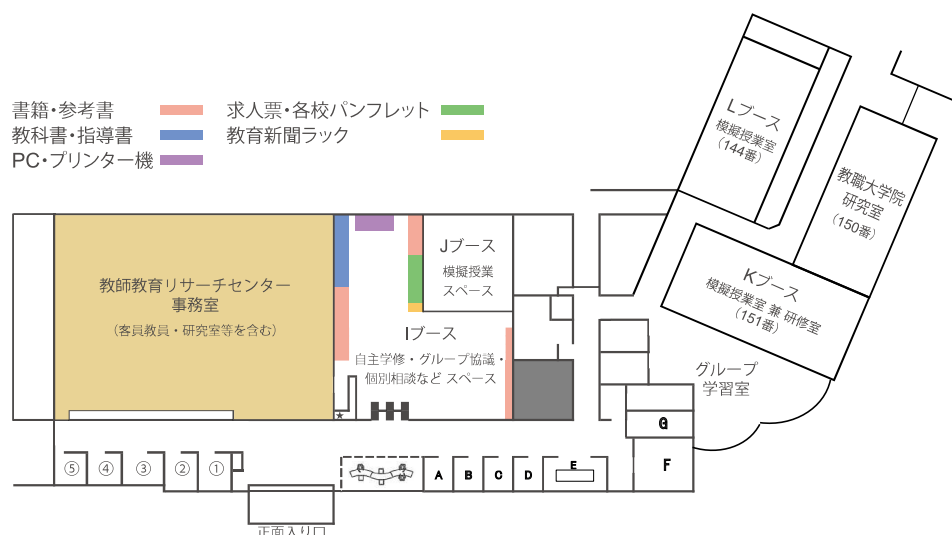 書籍・参考書
求人票・各校パンフレット
教科書・指導書
教育新聞ラック
PC・プリンター機
Lブース
模擬授業室
（144番）
教職大学院
研究室
（150番）
Kブース
模擬授業室 兼 研修室
（151番）
グループ
学習室
教師教育リサーチセンター
事務室
（客員教員・研究室等を含む）
Jブース
模擬授業
スペース
Iブース
自主学修・グループ協議・
個別相談など スペース
★
G
F
⑤ ④ ③ ② ①
A B C D E
正面入り口